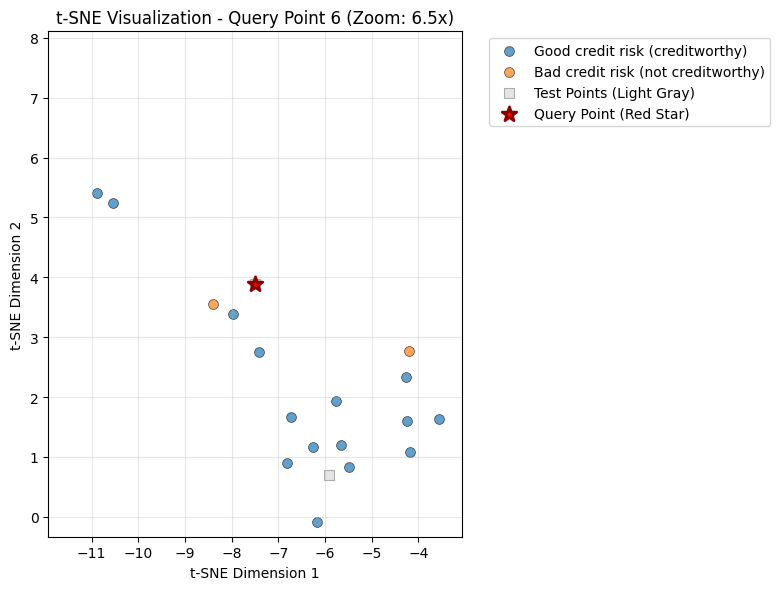 t-SNE Visualization - Query Point 6 (Zoom: 6.5x)
Good credit risk (creditworthy)
Bad credit risk (not creditworthy)
Test Points (Light Gray)
Query Point (Red Star)
t-SNE Dimension 2
8
7
6
5
4
3
2
1
0
−11 −10 −9 −8 −7 −6 −5 −4
t-SNE Dimension 1